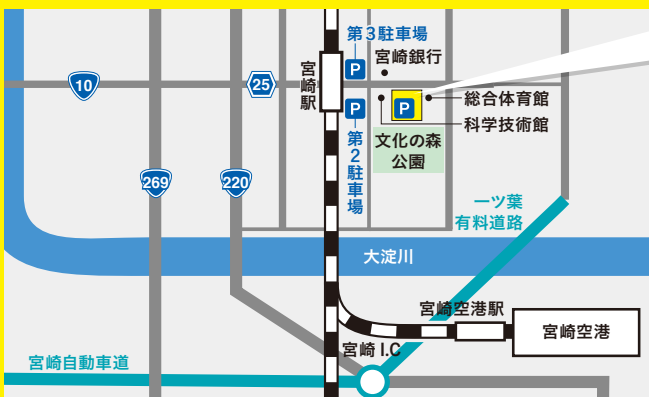 第3駐車場
P
宮崎銀行
10
25
宮崎駅
P
P
総合体育館
科学技術館
第2駐車場
文化の森
公園
269
220
一ツ葉
有料道路
大淀川
宮崎空港駅
宮崎空港
宮崎 I.C
宮崎自動車道